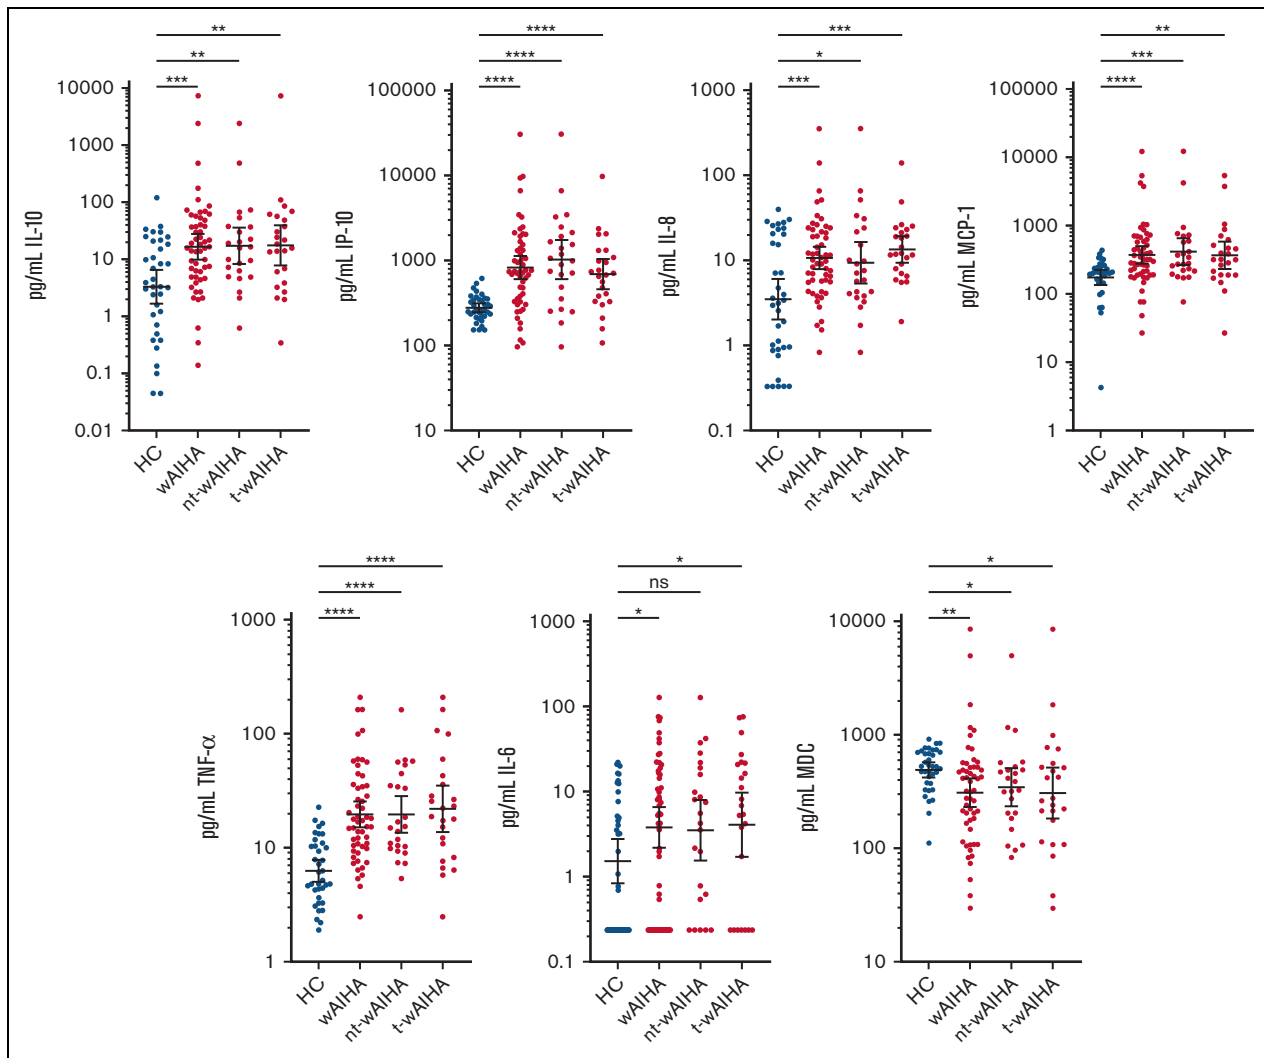 ** **** *** **
** **** * ***
*** **** *** ****
10000
1000
100
10
1
0.1
0.01
pg/mL IL-10
HC
wAIHA
nt-wAIHA
t-wAIHA
100000
10000
1000
100
10
pg/mL IP-10
HC
wAIHA
nt-wAIHA
t-wAIHA
1000
100
10
1
0.1
pg/mL IL-8
HC
wAIHA
nt-wAIHA
t-wAIHA
100000
10000
1000
100
10
1
pg/mL MCP-1
HC
wAIHA
nt-wAIHA
t-wAIHA
****
****
****
1000
100
10
1
pg/mL TNF-α
HC
wAIHA
nt-wAIHA
t-wAIHA
*
ns
*
1000
100
10
1
0.1
pg/mL IL-6
HC
wAIHA
nt-wAIHA
t-wAIHA
*
*
**
10000
1000
100
10
pg/mL MDC
HC
wAIHA
nt-wAIHA
t-wAIHA